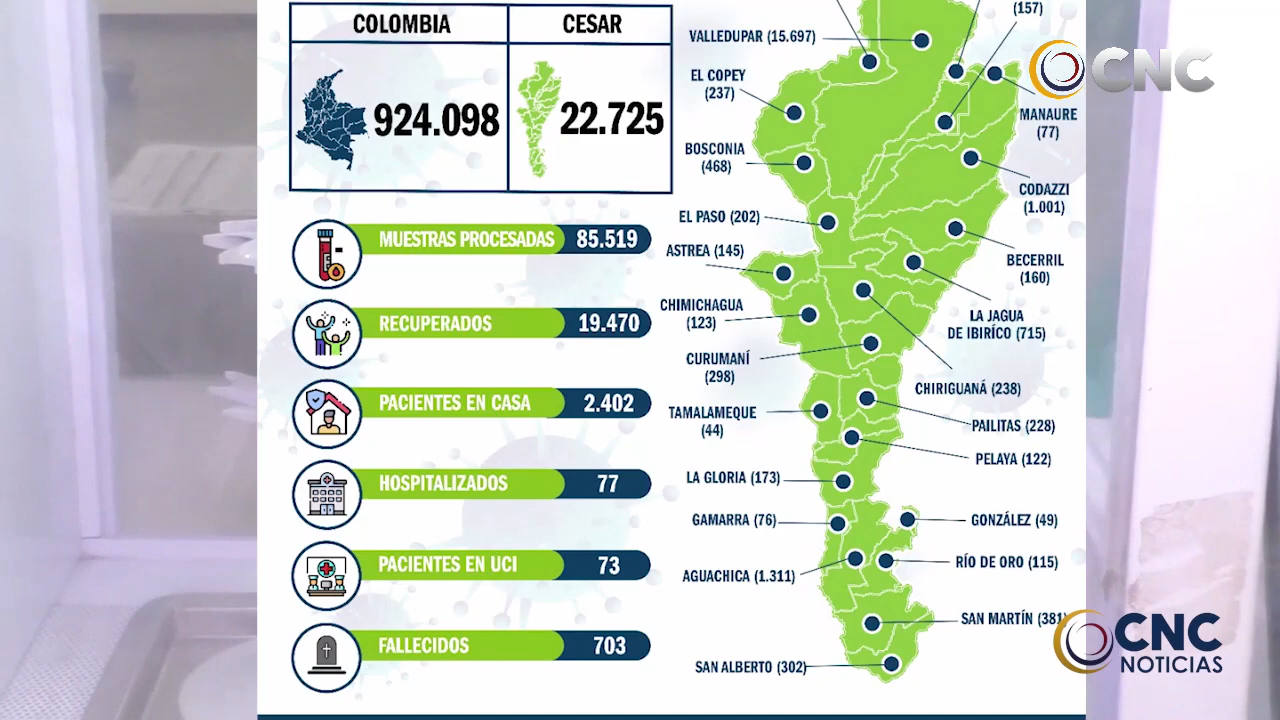 COLOMBIA
CESAR
924.098
22.725
MUESTRAS PROCESADAS 85.519
RECUPERADOS 19.470
PACIENTES EN CASA 2.402
HOSPITALIZADOS 77
PACIENTES EN UCI 73
FALLECIDOS 703
(157)
VALLEDUPAR (15.697)
EL COPEY
(237)
MANAURE
(77)
BOSCONIA
(468)
CODAZZI
(1.001)
EL PASO (202)
ASTREA (145)
BECERRIL
(160)
CHIMICHAGUA
(123)
LA JAGUA
DE IBIRÍCO (715)
CURUMANÍ
(298)
CHIRIGUANÁ (238)
TAMALAMEQUE
(44)
PAILITAS (228)
PELAYA (122)
LA GLORIA (173)
GAMARRA (76)
GONZÁLEZ (49)
AGUACHICA (1.311)
RÍO DE ORO (115)
SAN MARTÍN (381)
SAN ALBERTO (302)
CNC
CNC
NOTICIAS